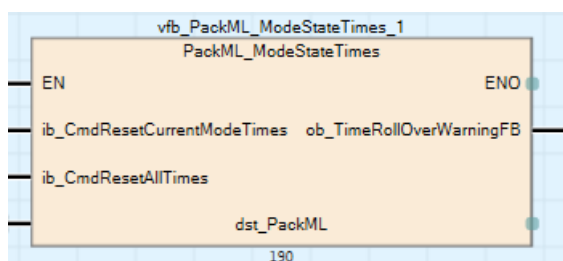 vfb_PackML_ModeStateTimes_1
PackML_ModeStateTimes
EN ENO
ib_CmdResetCurrentModeTimes ob_TimeRollOverWarningFB
ib_CmdResetAllTimes
dst_PackML
190